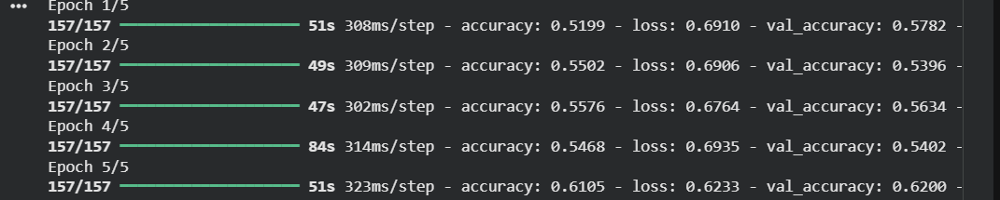 Epoch 1/5
157/157 51s 308ms/step - accuracy: 0.5199 - loss: 0.6910 - val_accuracy: 0.5782 -
Epoch 2/5
157/157 49s 309ms/step - accuracy: 0.5502 - loss: 0.6906 - val_accuracy: 0.5396 -
Epoch 3/5
157/157 47s 302ms/step - accuracy: 0.5576 - loss: 0.6764 - val_accuracy: 0.5634 -
Epoch 4/5
157/157 84s 314ms/step - accuracy: 0.5468 - loss: 0.6935 - val_accuracy: 0.5402 -
Epoch 5/5
157/157 51s 323ms/step - accuracy: 0.6105 - loss: 0.6233 - val_accuracy: 0.6200 -